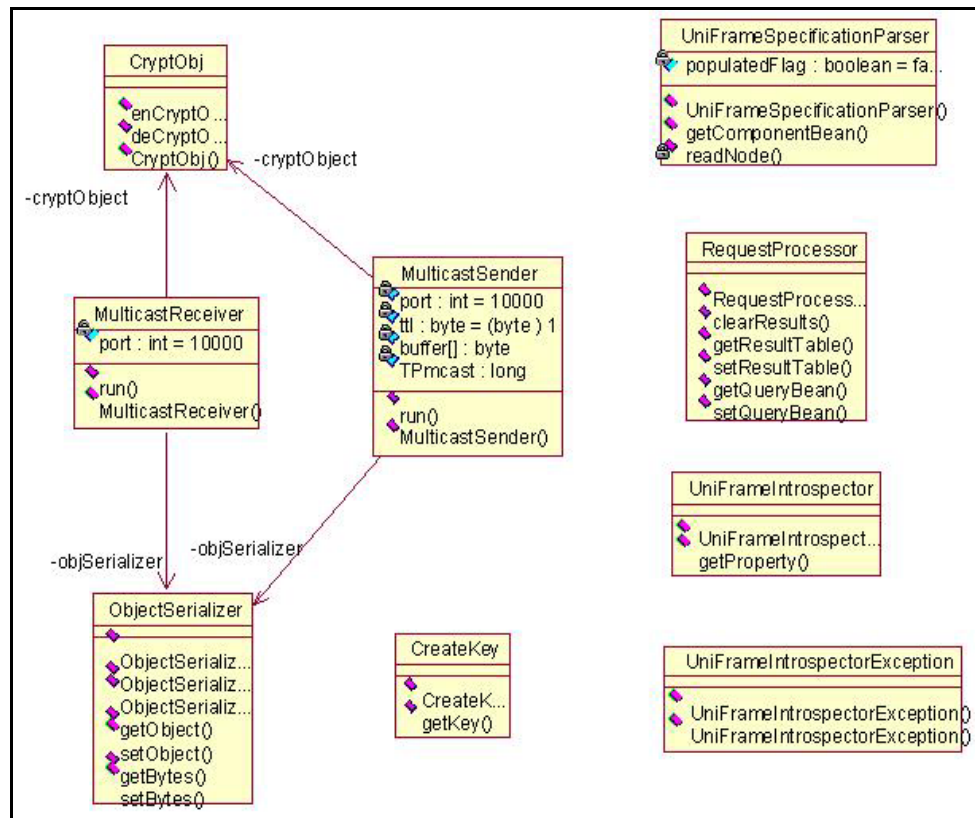 CryptObj
enCryptO ...
deCryptO ...
CryptObj()
-cryptObject
-cryptObject
MulticastReceiver
port : int = 10000
run()
MulticastReceiver()
MulticastSender
port : int = 10000
ttl : byte = (byte ) 1
buffer[] : byte
TPmcast : long
run()
MulticastSender()
-objSerializer
-objSerializer
ObjectSerializer
ObjectSerializ...
ObjectSerializ...
ObjectSerializ...
getObject()
setObject()
getBytes()
setBytes()
CreateKey
CreateK...
getKey()
UniFrameSpecificationParser
populatedFlag : boolean = fa...
UniFrameSpecificationParser()
getComponentBean()
readNode()
RequestProcessor
RequestProcess...
clearResults()
getResultTable()
setResultTable()
getQueryBean()
setQueryBean()
UniFrameIntrospector
UniFrameIntrospect...
getProperty()
UniFrameIntrospectorException
UniFrameIntrospectorException()
UniFrameIntrospectorException()